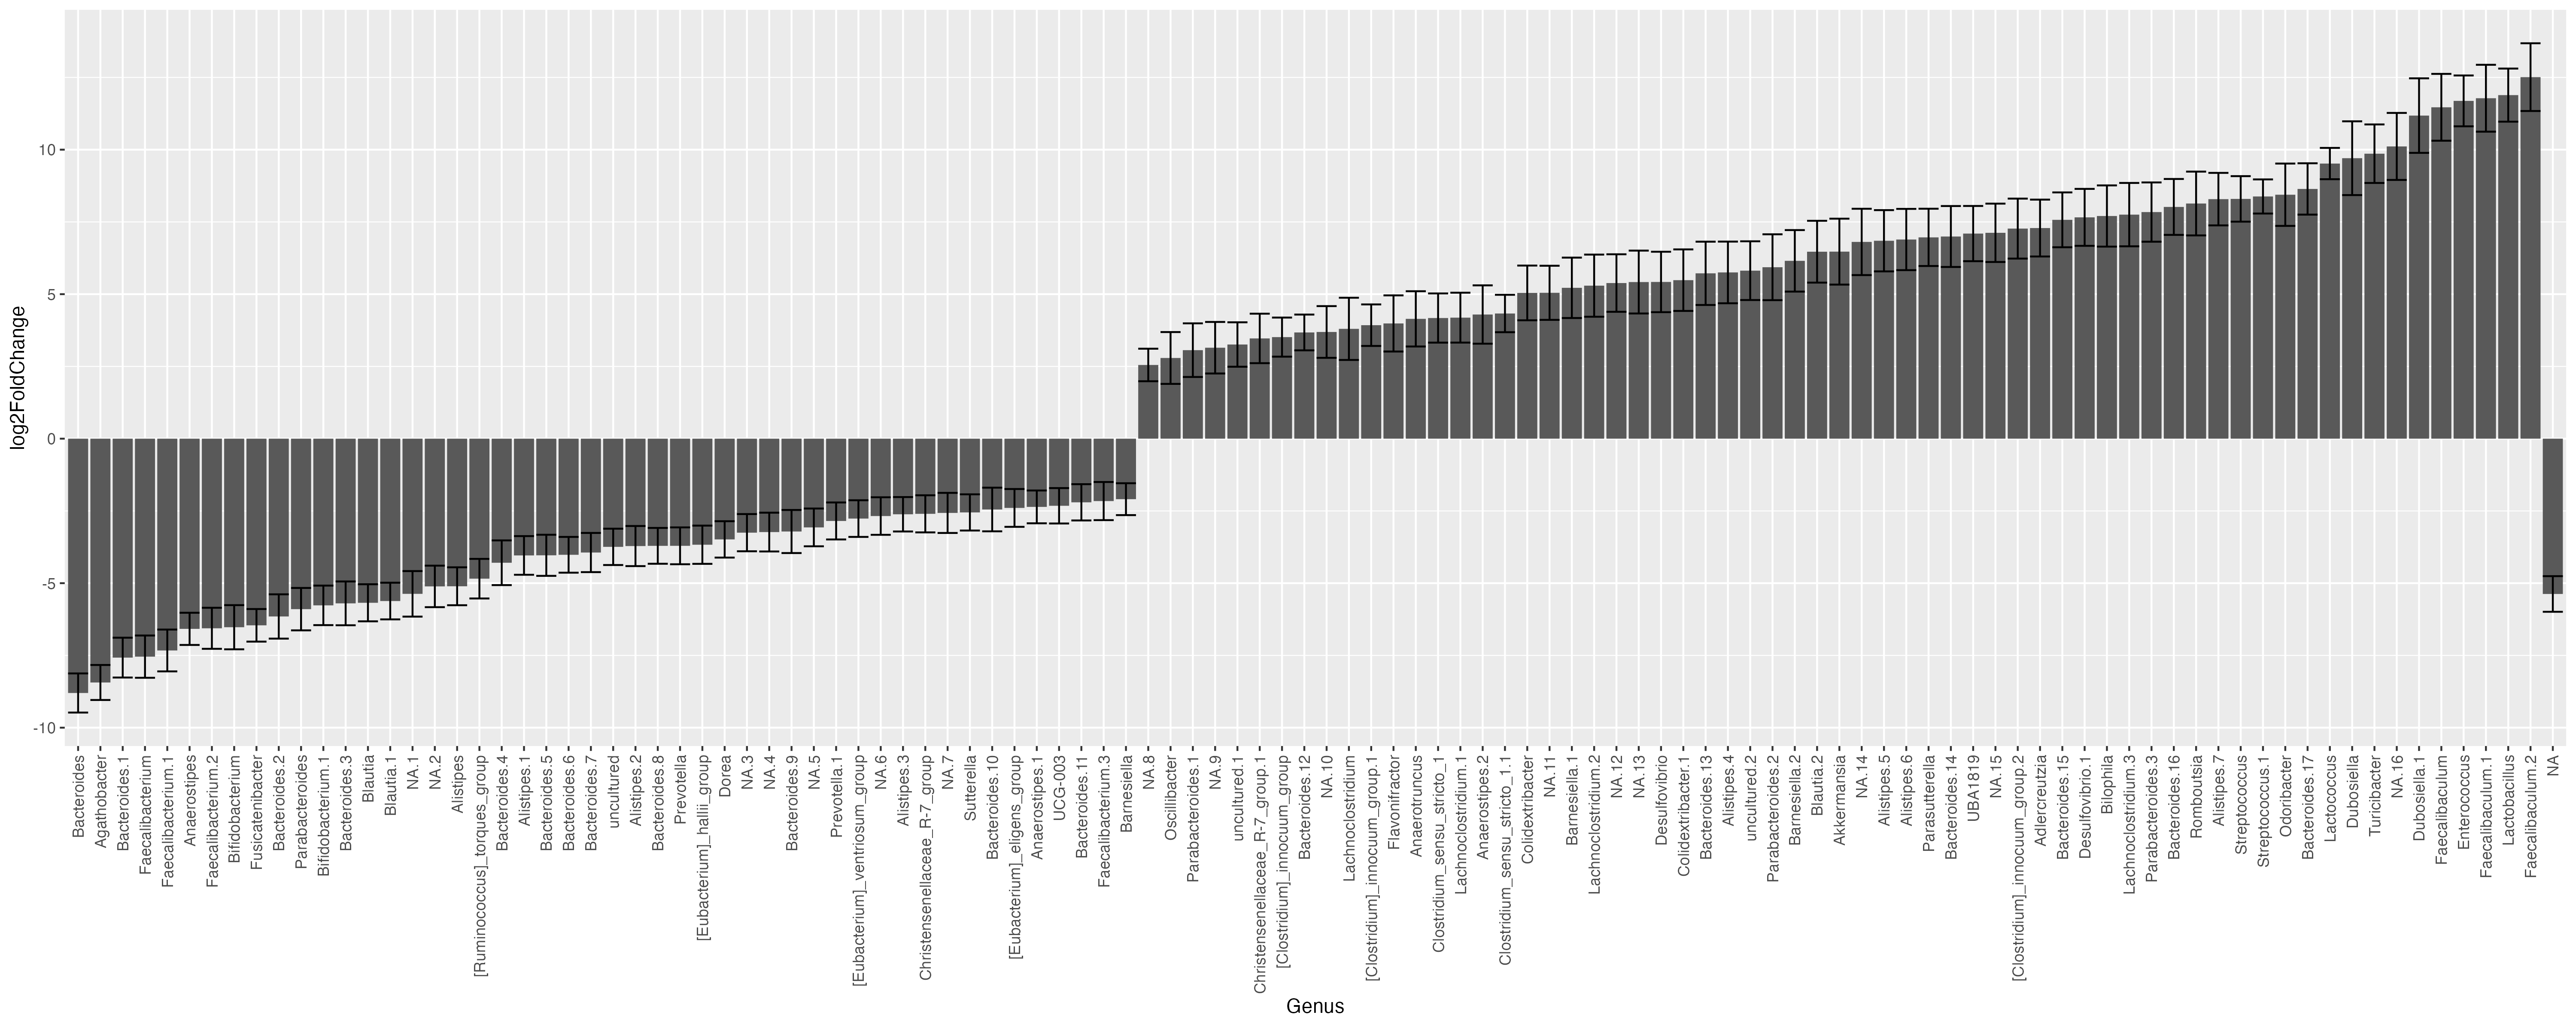 log2FoldChange
10
5
0
-5
-10
Bacteroides
Agathobacter
Bacteroides.1
Faecalibacterium
Faecalibacterium.1
Anaerostipes
Faecalibacterium.2
Bifidobacterium
Fusicatenibacter
Bacteroides.2
Parabacteroides
Bifidobacterium.1
Bacteroides.3
Blautia
Blautia.1
NA.1
NA.2
Alistipes
[Ruminococcus]_torques_group
Bacteroides.4
Alistipes.1
Bacteroides.5
Bacteroides.6
Bacteroides.7
uncultured
Alistipes.2
Bacteroides.8
Prevotella
[Eubacterium]_hallii_group
Dorea
NA.3
NA.4
Bacteroides.9
NA.5
Prevotella.1
[Eubacterium]_ventriosum_group
NA.6
Alistipes.3
Christensenellaceae_R-7_group
NA.7
Sutterella
Bacteroides.10
[Eubacterium]_eligens_group
Anaerostipes.1
UCG-003
Bacteroides.11
Faecalibacterium.3
Barnesiella
NA.8
Oscillibacter
Parabacteroides.1
NA.9
uncultured.1
Christensenellaceae_R-7_group.1
[Clostridium]_innocuum_group
Bacteroides.12
NA.10
Lachnoclostridium
[Clostridium]_innocuum_group.1
Flavonifractor
Anaerotruncus
Clostridium_sensu_stricto_1
Lachnoclostridium.1
Anaerostipes.2
Clostridium_sensu_stricto_1.1
Colidextribacter
NA.11
Barnesiella.1
Lachnoclostridium.2
NA.12
NA.13
Desulfovibrio
Colidextribacter.1
Bacteroides.13
Alistipes.4
uncultured.2
Parabacteroides.2
Barnesiella.2
Blautia.2
Akkermansia
NA.14
Alistipes.5
Alistipes.6
Parasutterella
Bacteroides.14
UBA1819
NA.15
[Clostridium]_innocuum_group.2
Adlercreutzia
Bacteroides.15
Desulfovibrio.1
Bilophila
Lachnoclostridium.3
Parabacteroides.3
Bacteroides.16
Romboutsia
Alistipes.7
Streptococcus
Streptococcus.1
Odoribacter
Bacteroides.17
Lactococcus
Dubosiella
Turicibacter
NA.16
Dubosiella.1
Faecalibaculum
Enterococcus
Faecalibaculum.1
Lactobacillus
Faecalibaculum.2
NA
Genus